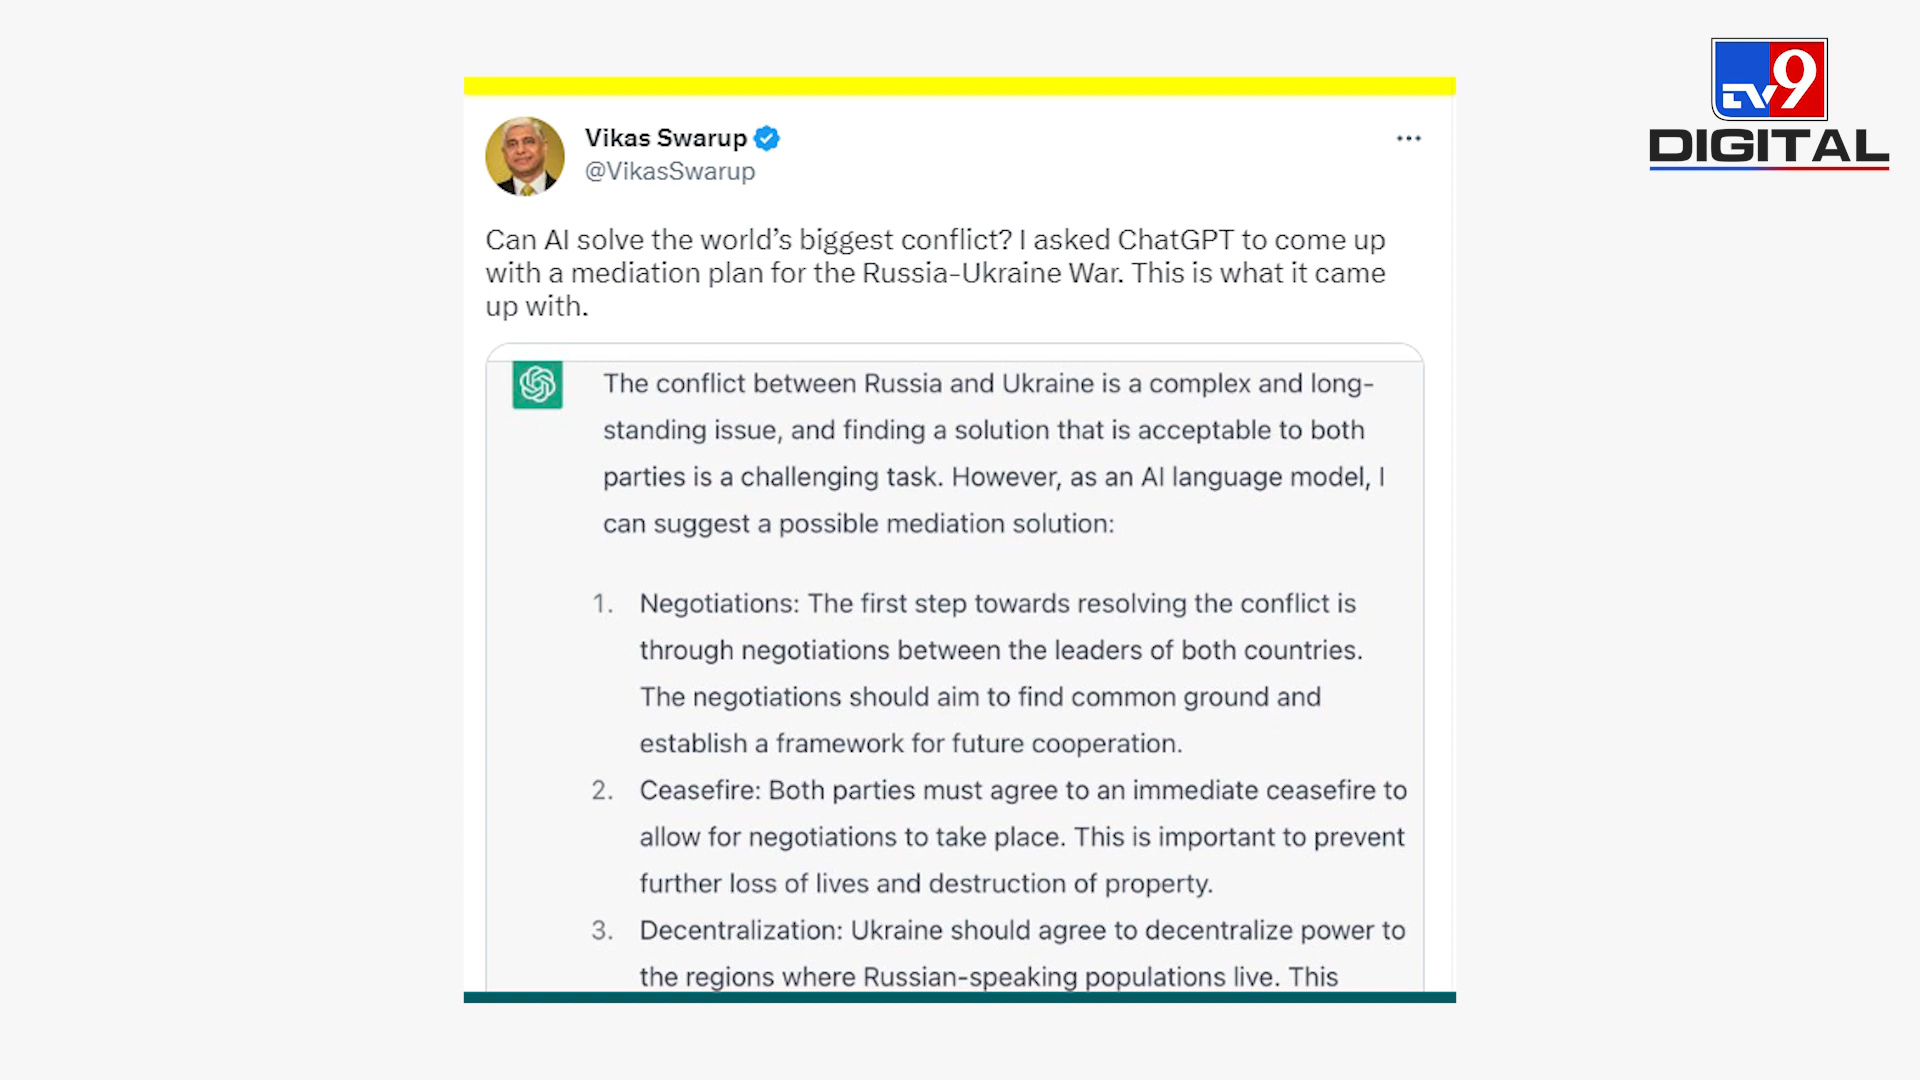 TV9
DIGITAL
Vikas Swarup
@VikasSwarup
Can AI solve the world’s biggest conflict? I asked ChatGPT to come up
with a mediation plan for the Russia-Ukraine War. This is what it came
up with.
The conflict between Russia and Ukraine is a complex and long-
standing issue, and finding a solution that is acceptable to both
parties is a challenging task. However, as an AI language model, I
can suggest a possible mediation solution:
1. Negotiations: The first step towards resolving the conflict is
through negotiations between the leaders of both countries.
The negotiations should aim to find common ground and
establish a framework for future cooperation.
2. Ceasefire: Both parties must agree to an immediate ceasefire to
allow for negotiations to take place. This is important to prevent
further loss of lives and destruction of property.
3. Decentralization: Ukraine should agree to decentralize power to
the regions where Russian-speaking populations live. This